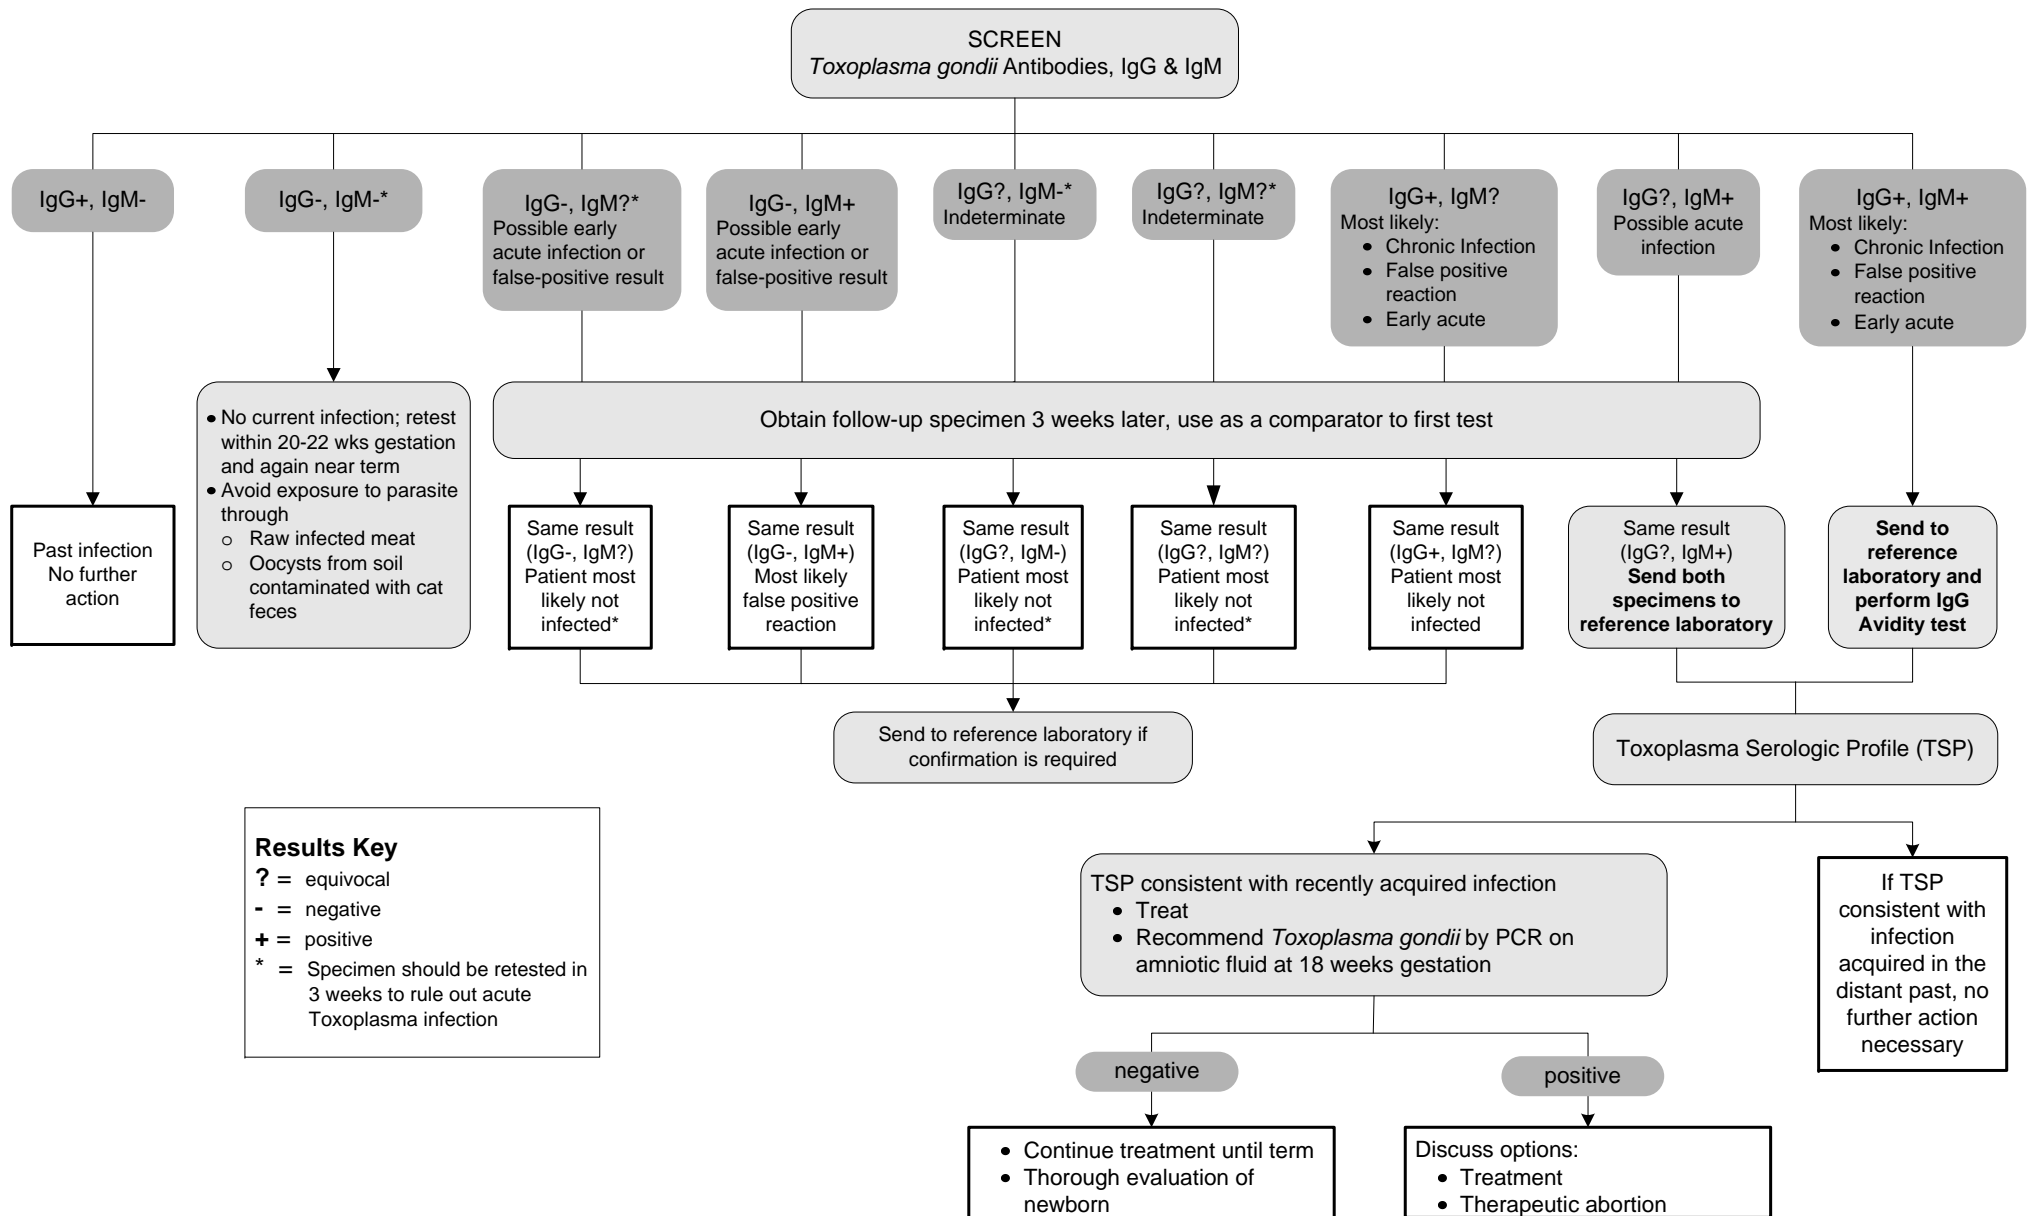 SCREEN
Toxoplasma gondii Antibodies, IgG & IgM
IgG+, IgM-
IgG-, IgM-*
IgG-, IgM?*
Possible early
acute infection or
false-positive result
IgG-, IgM+
Possible early
acute infection or
false-positive result
IgG?, IgM-*
Indeterminate
IgG?, IgM?*
Indeterminate
IgG+, IgM?
Most likely:
• Chronic Infection
• False positive
reaction
• Early acute
IgG?, IgM+
Possible acute
infection
IgG+, IgM+
Most likely:
• Chronic Infection
• False positive
reaction
• Early acute
Obtain follow-up specimen 3 weeks later, use as a comparator to first test
Past infection
No further
action
• No current infection; retest
within 20-22 wks gestation
and again near term
• Avoid exposure to parasite
through
o Raw infected meat
o Oocysts from soil
contaminated with cat
feces
Same result
(IgG-, IgM?)
Patient most
likely not
infected*
Same result
(IgG-, IgM+)
Most likely
false positive
reaction
Same result
(IgG?, IgM-)
Patient most
likely not
infected*
Same result
(IgG?, IgM?)
Patient most
likely not
infected*
Same result
(IgG+, IgM?)
Patient most
likely not
infected
Same result
(IgG?, IgM+)
Send both
specimens to
reference laboratory
Send to
reference
laboratory and
perform IgG
Avidity test
Send to reference laboratory if
confirmation is required
Toxoplasma Serologic Profile (TSP)
Results Key
? = equivocal
- = negative
+ = positive
* = Specimen should be retested in
3 weeks to rule out acute
Toxoplasma infection
TSP consistent with recently acquired infection
• Treat
• Recommend Toxoplasma gondii by PCR on
amniotic fluid at 18 weeks gestation
If TSP
consistent with
infection
acquired in the
distant past, no
further action
necessary
negative
positive
• Continue treatment until term
• Thorough evaluation of
newborn
Discuss options:
• Treatment
• Therapeutic abortion